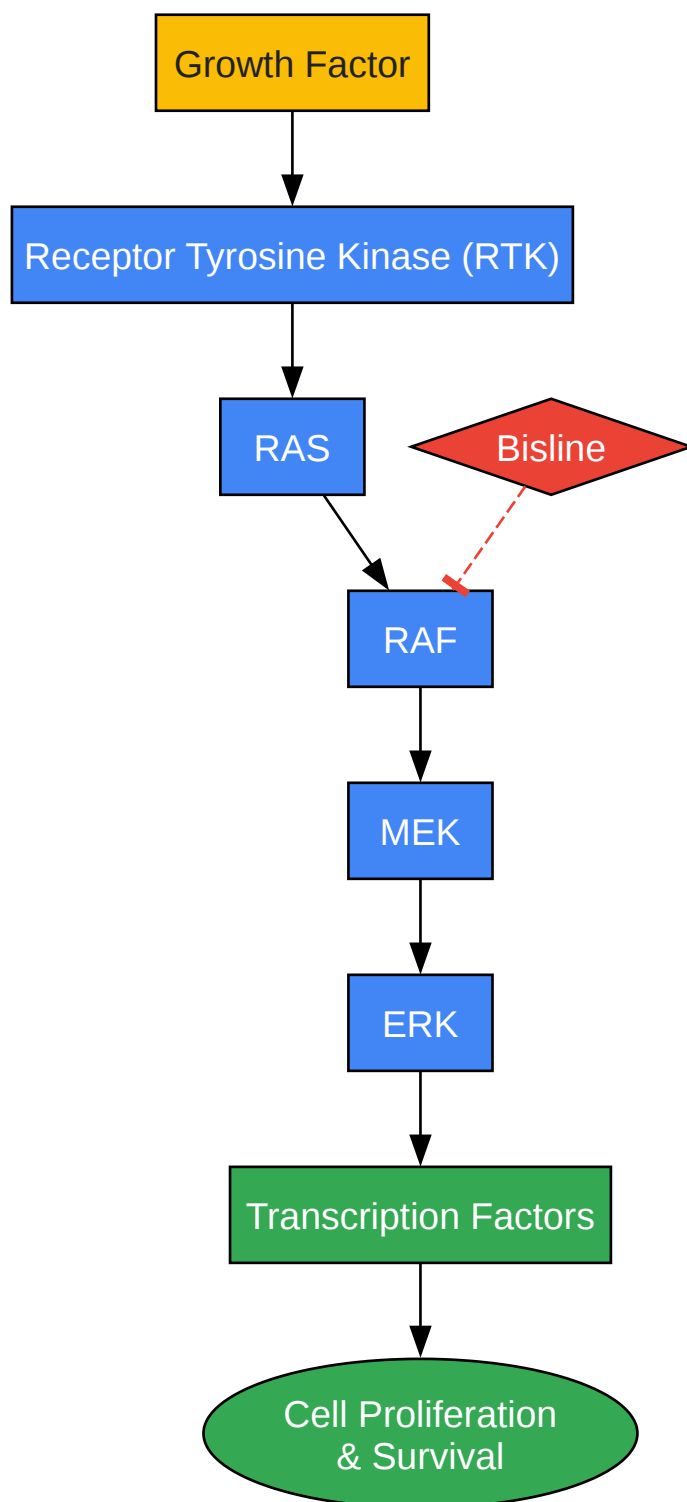 Growth Factor
Receptor Tyrosine Kinase (RTK)
RAS
Bisline
RAF
MEK
ERK
Transcription Factors
Cell Proliferation
& Survival